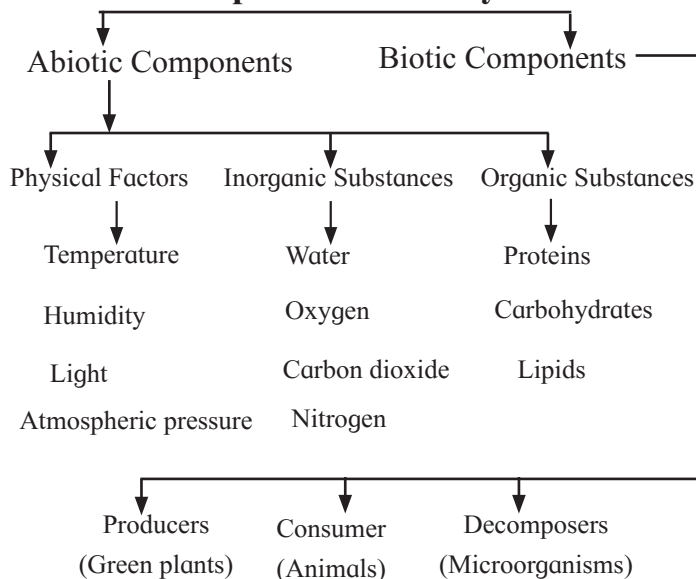 Abiotic Components Biotic Components
Physical Factors Inorganic Substances Organic Substances
Temperature Water Proteins
Humidity Oxygen Carbohydrates
Light Carbon dioxide Lipids
Atmospheric pressure Nitrogen
Producers Consumer Decomposers
(Green plants) (Animals) (Microorganisms)